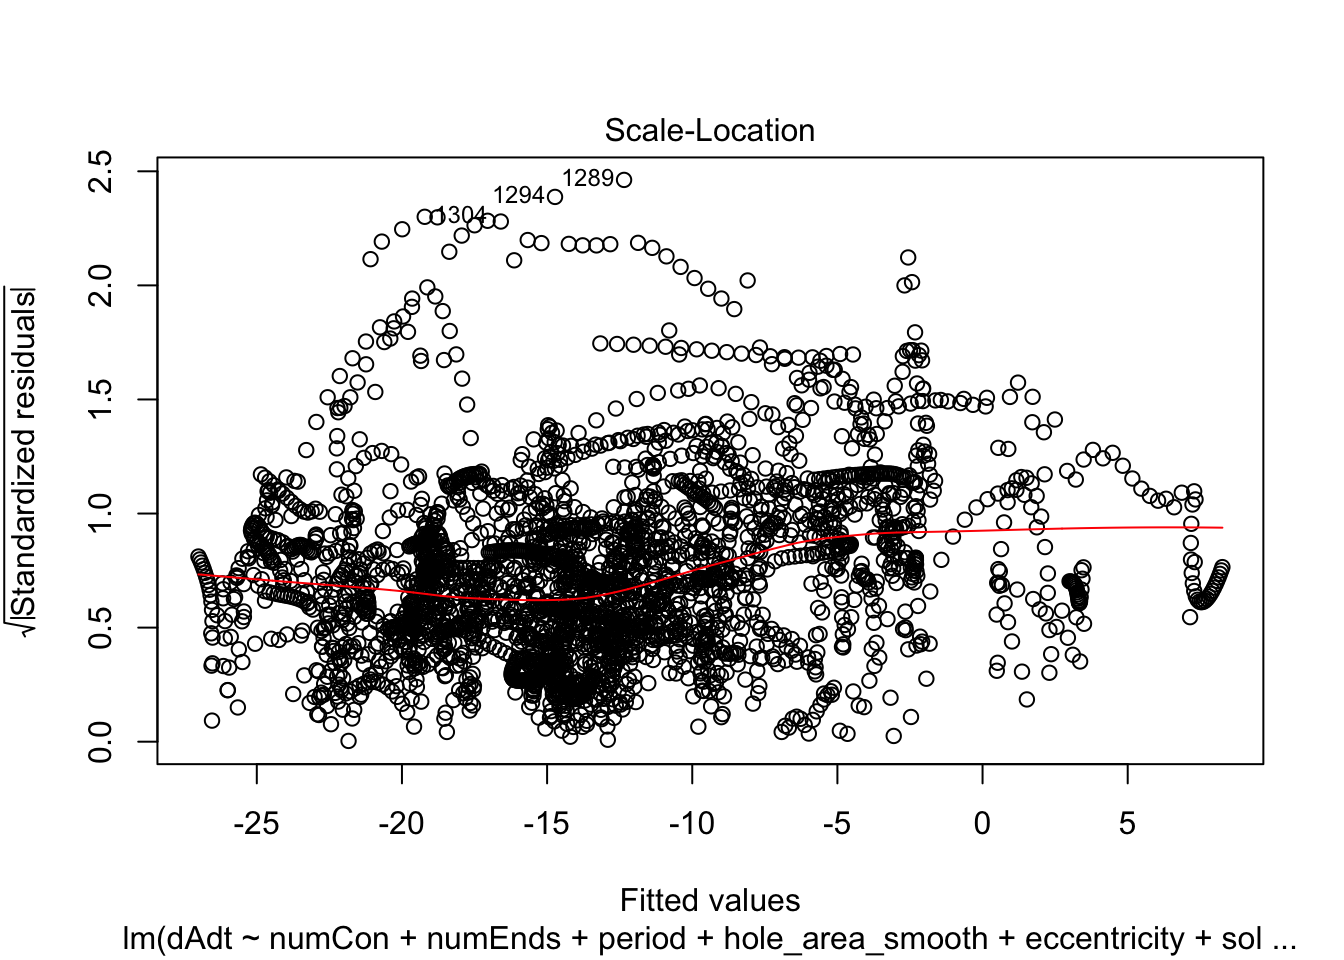 Scale-Location
2.5
2.0
1.5
1.0
0.5
0.0
√|Standardized residuals|
1289
1294
1304
-25 -20 -15 -10 -5 0 5
Fitted values
lm(dAdt ~ numCon + numEnds + period + hole_area_smooth + eccentricity + sol ...